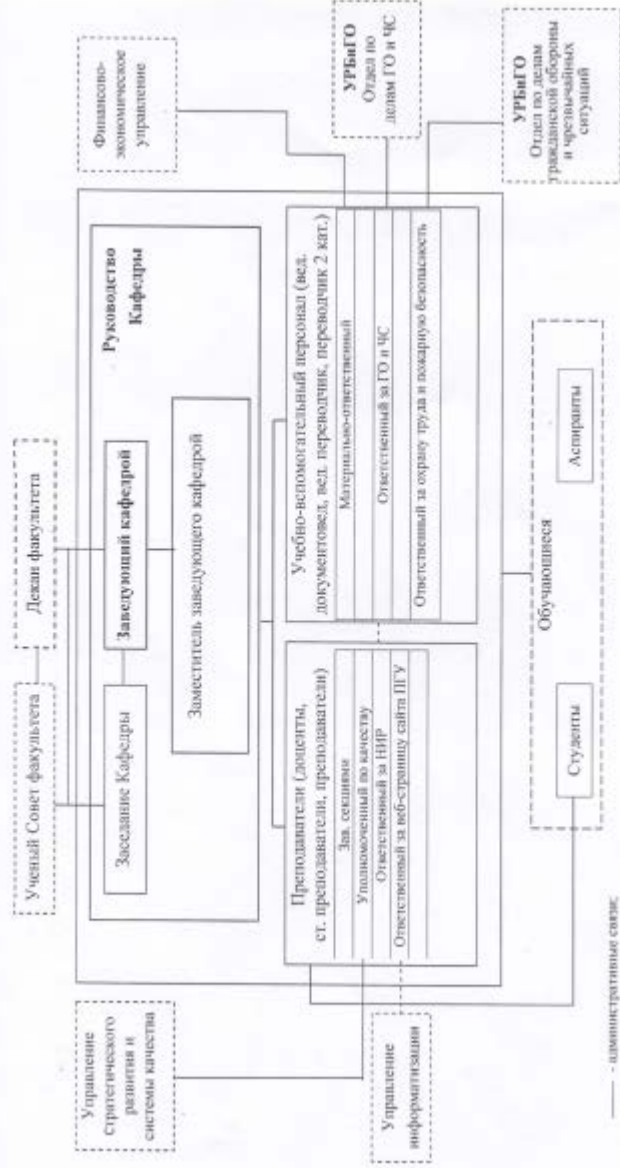 Ученый Совет факультета
Декан факультета
Управление
стратегического
развития и
системы качества
Финансово-
экономическое
управление
Руководство
Кафедры
Заседание Кафедры
Заведующий кафедрой
Заместитель заведующего кафедрой
УРБиГО
Отдел по
делам ГО и ЧС
Преподаватели (доценты,
ст. преподаватели, преподаватели)
Зав. секциями
Уполномоченный по качеству
Ответственный за НИР
Ответственный за веб-страницу сайта ПГУ
Учебно-вспомогательный персонал (вед.
документовед, вед. переводчик, переводчик 2 кат.)
Материально-ответственный
Ответственный за ГО и ЧС
Ответственный за охрану труда и пожарную безопасность
Управление
информатизации
УРБиГО
Отдел по делам
гражданской обороны
и чрезвычайных
ситуаций
Обучающиеся
Студенты
Аспиранты
—— - административные связи;